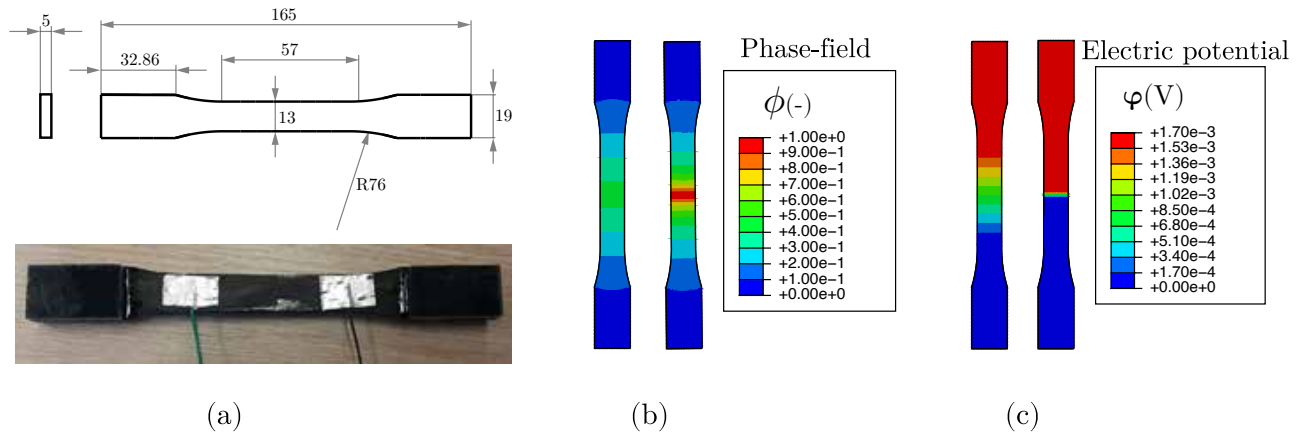 5
165
32.86
57
13
19
R76
(a)
Phase-field
ϕ(-)
+1.00e+0
+9.00e-1
+8.00e-1
+7.00e-1
+6.00e-1
+5.00e-1
+4.00e-1
+3.00e-1
+2.00e-1
+1.00e-1
+0.00e+0
(b)
Electric potential
φ(V)
+1.70e-3
+1.53e-3
+1.36e-3
+1.19e-3
+1.02e-3
+8.50e-4
+6.80e-4
+5.10e-4
+3.40e-4
+1.70e-4
+0.00e+0
(c)